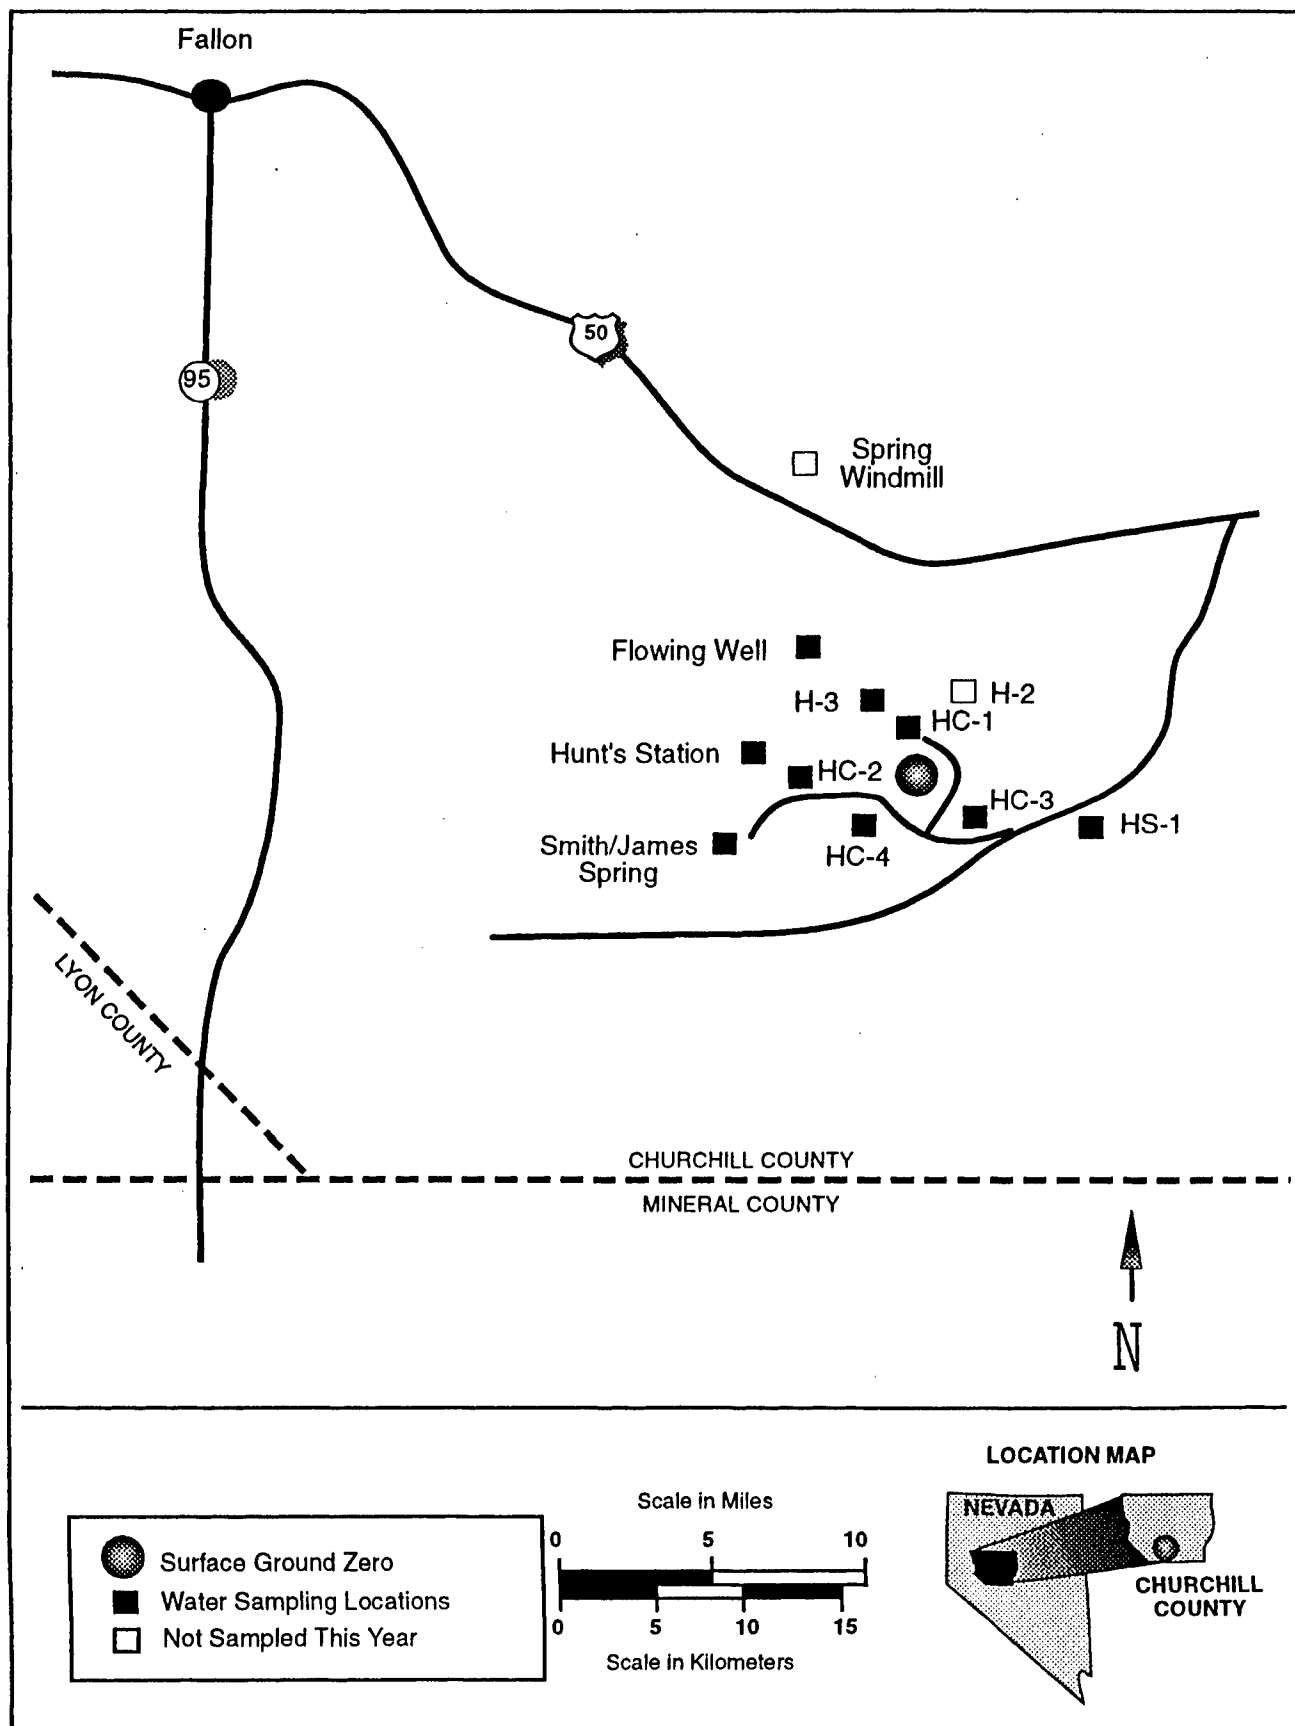 Fallon
50
95
Spring
Windmill
Flowing Well
H-3
H-2
HC-1
Hunt's Station
HC-2
HC-3
HS-1
Smith/James
Spring
HC-4
LYON COUNTY
CHURCHILL COUNTY
MINERAL COUNTY
N
LOCATION MAP
NEVADA
CHURCHILL
COUNTY
Scale in Miles
0 5 10
0 5 10 15
Scale in Kilometers
Surface Ground Zero
Water Sampling Locations
Not Sampled This Year